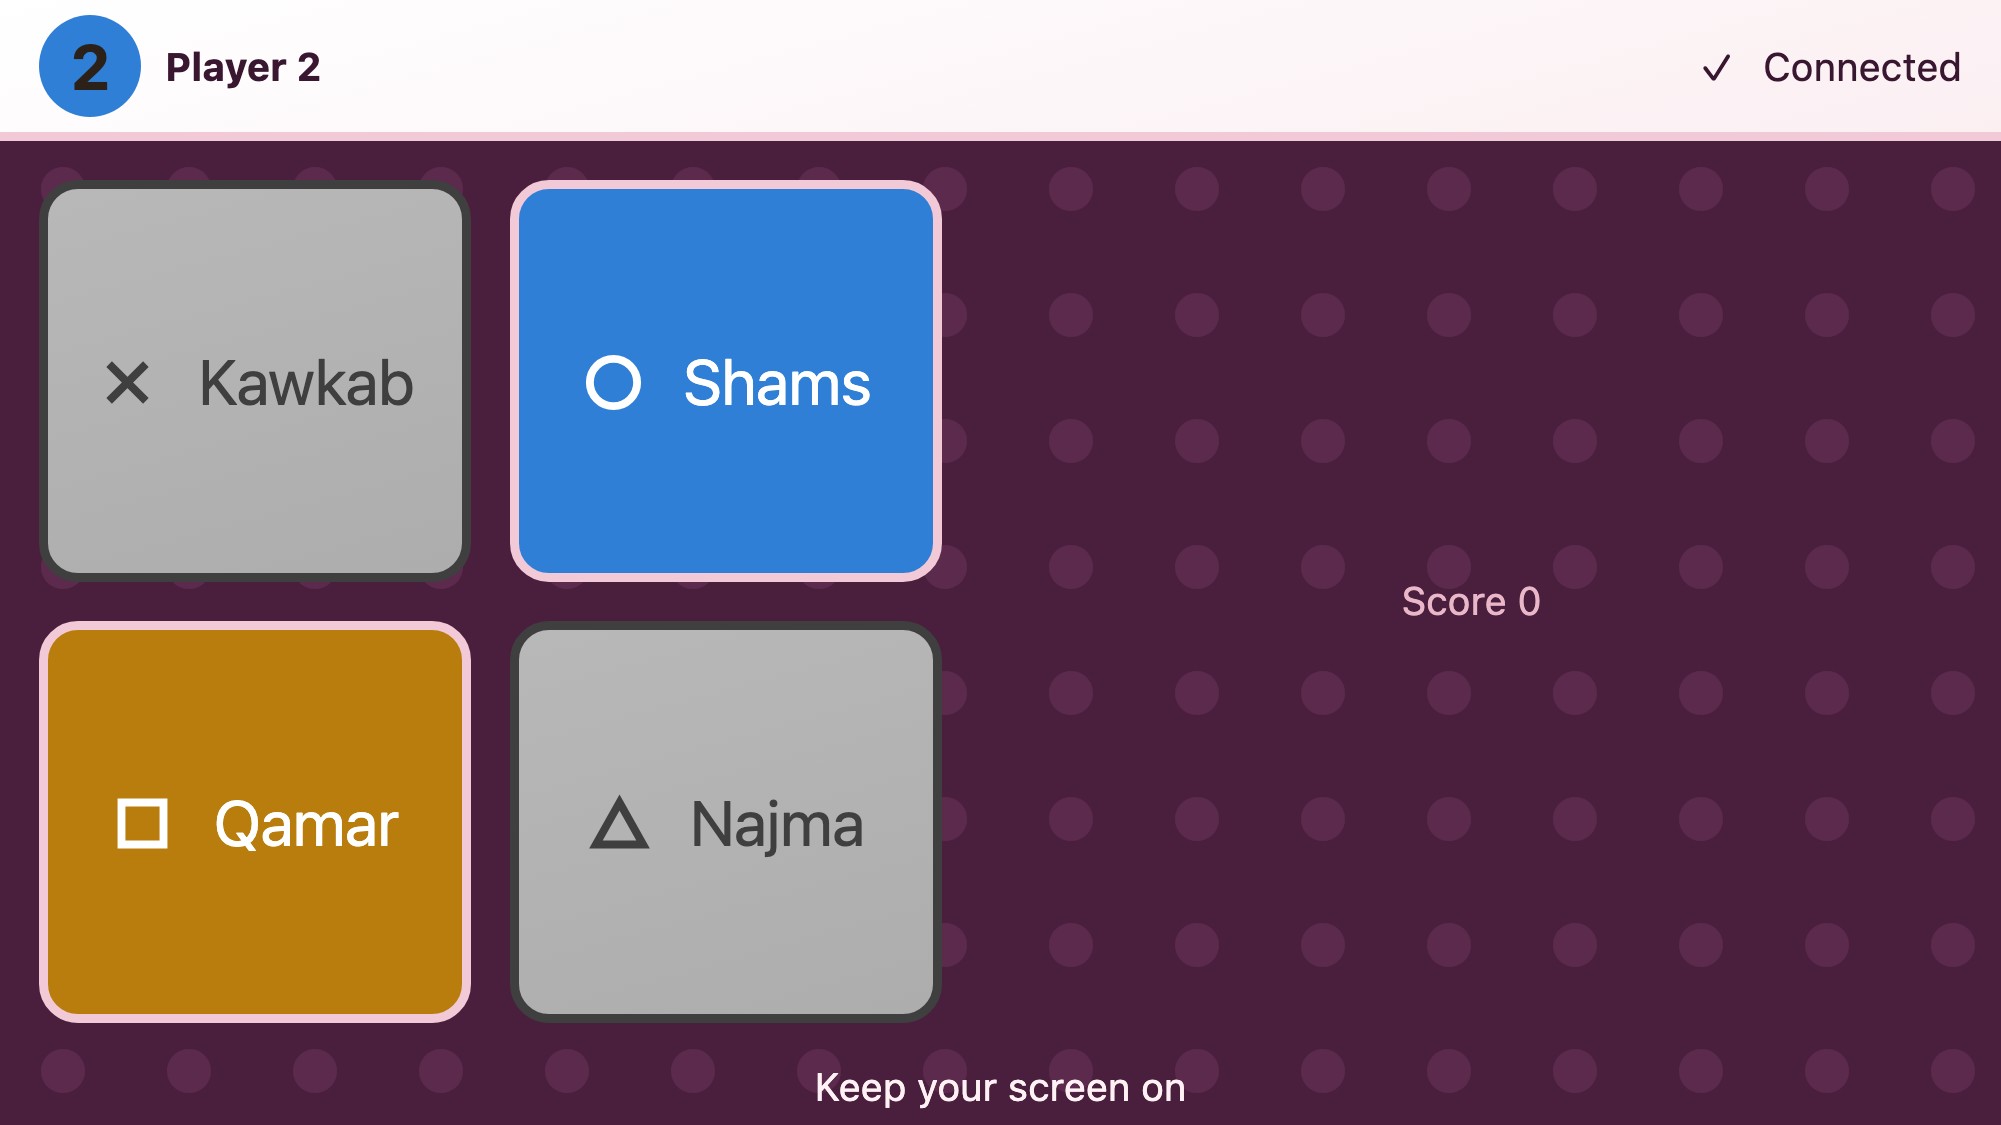 2 Player 2
✓ Connected
Kawkab
Shams
Qamar
Najma
Score 0
Keep your screen on